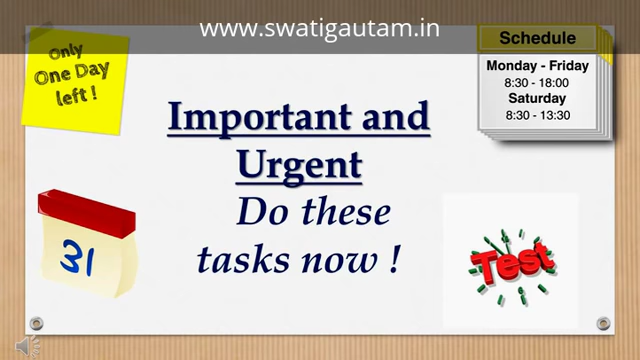 www.swatigautam.in
Only
One Day
left !
Schedule
Monday - Friday
8:30 - 18:00
Saturday
8:30 - 13:30
Important and
Urgent
Do these
tasks now !
31
Test